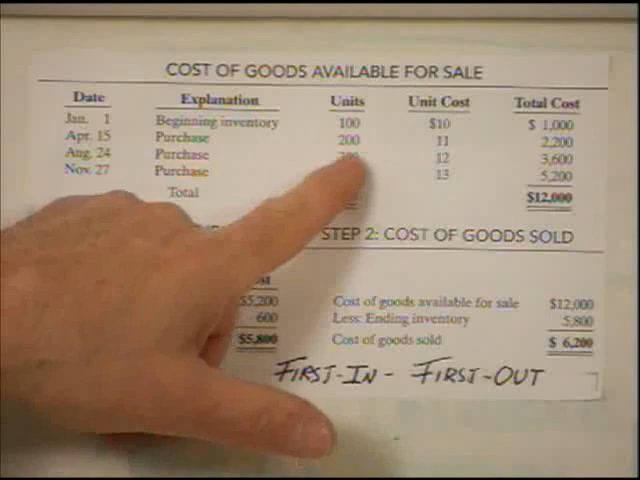 COST OF GOODS AVAILABLE FOR SALE
Date Explanation Units Unit Cost Total Cost
Jan. 1 Beginning inventory 100 $10 $ 1,000
Apr. 15 Purchase 200 11 2,200
Aug. 24 Purchase 12 3,600
Nov. 27 Purchase 13 5,200
Total $12,000
STEP 2: COST OF GOODS SOLD
$5,200 Cost of goods available for sale $12,000
600 Less: Ending inventory 5,800
$5,800 Cost of goods sold $ 6,200
FIRST-IN - FIRST-OUT